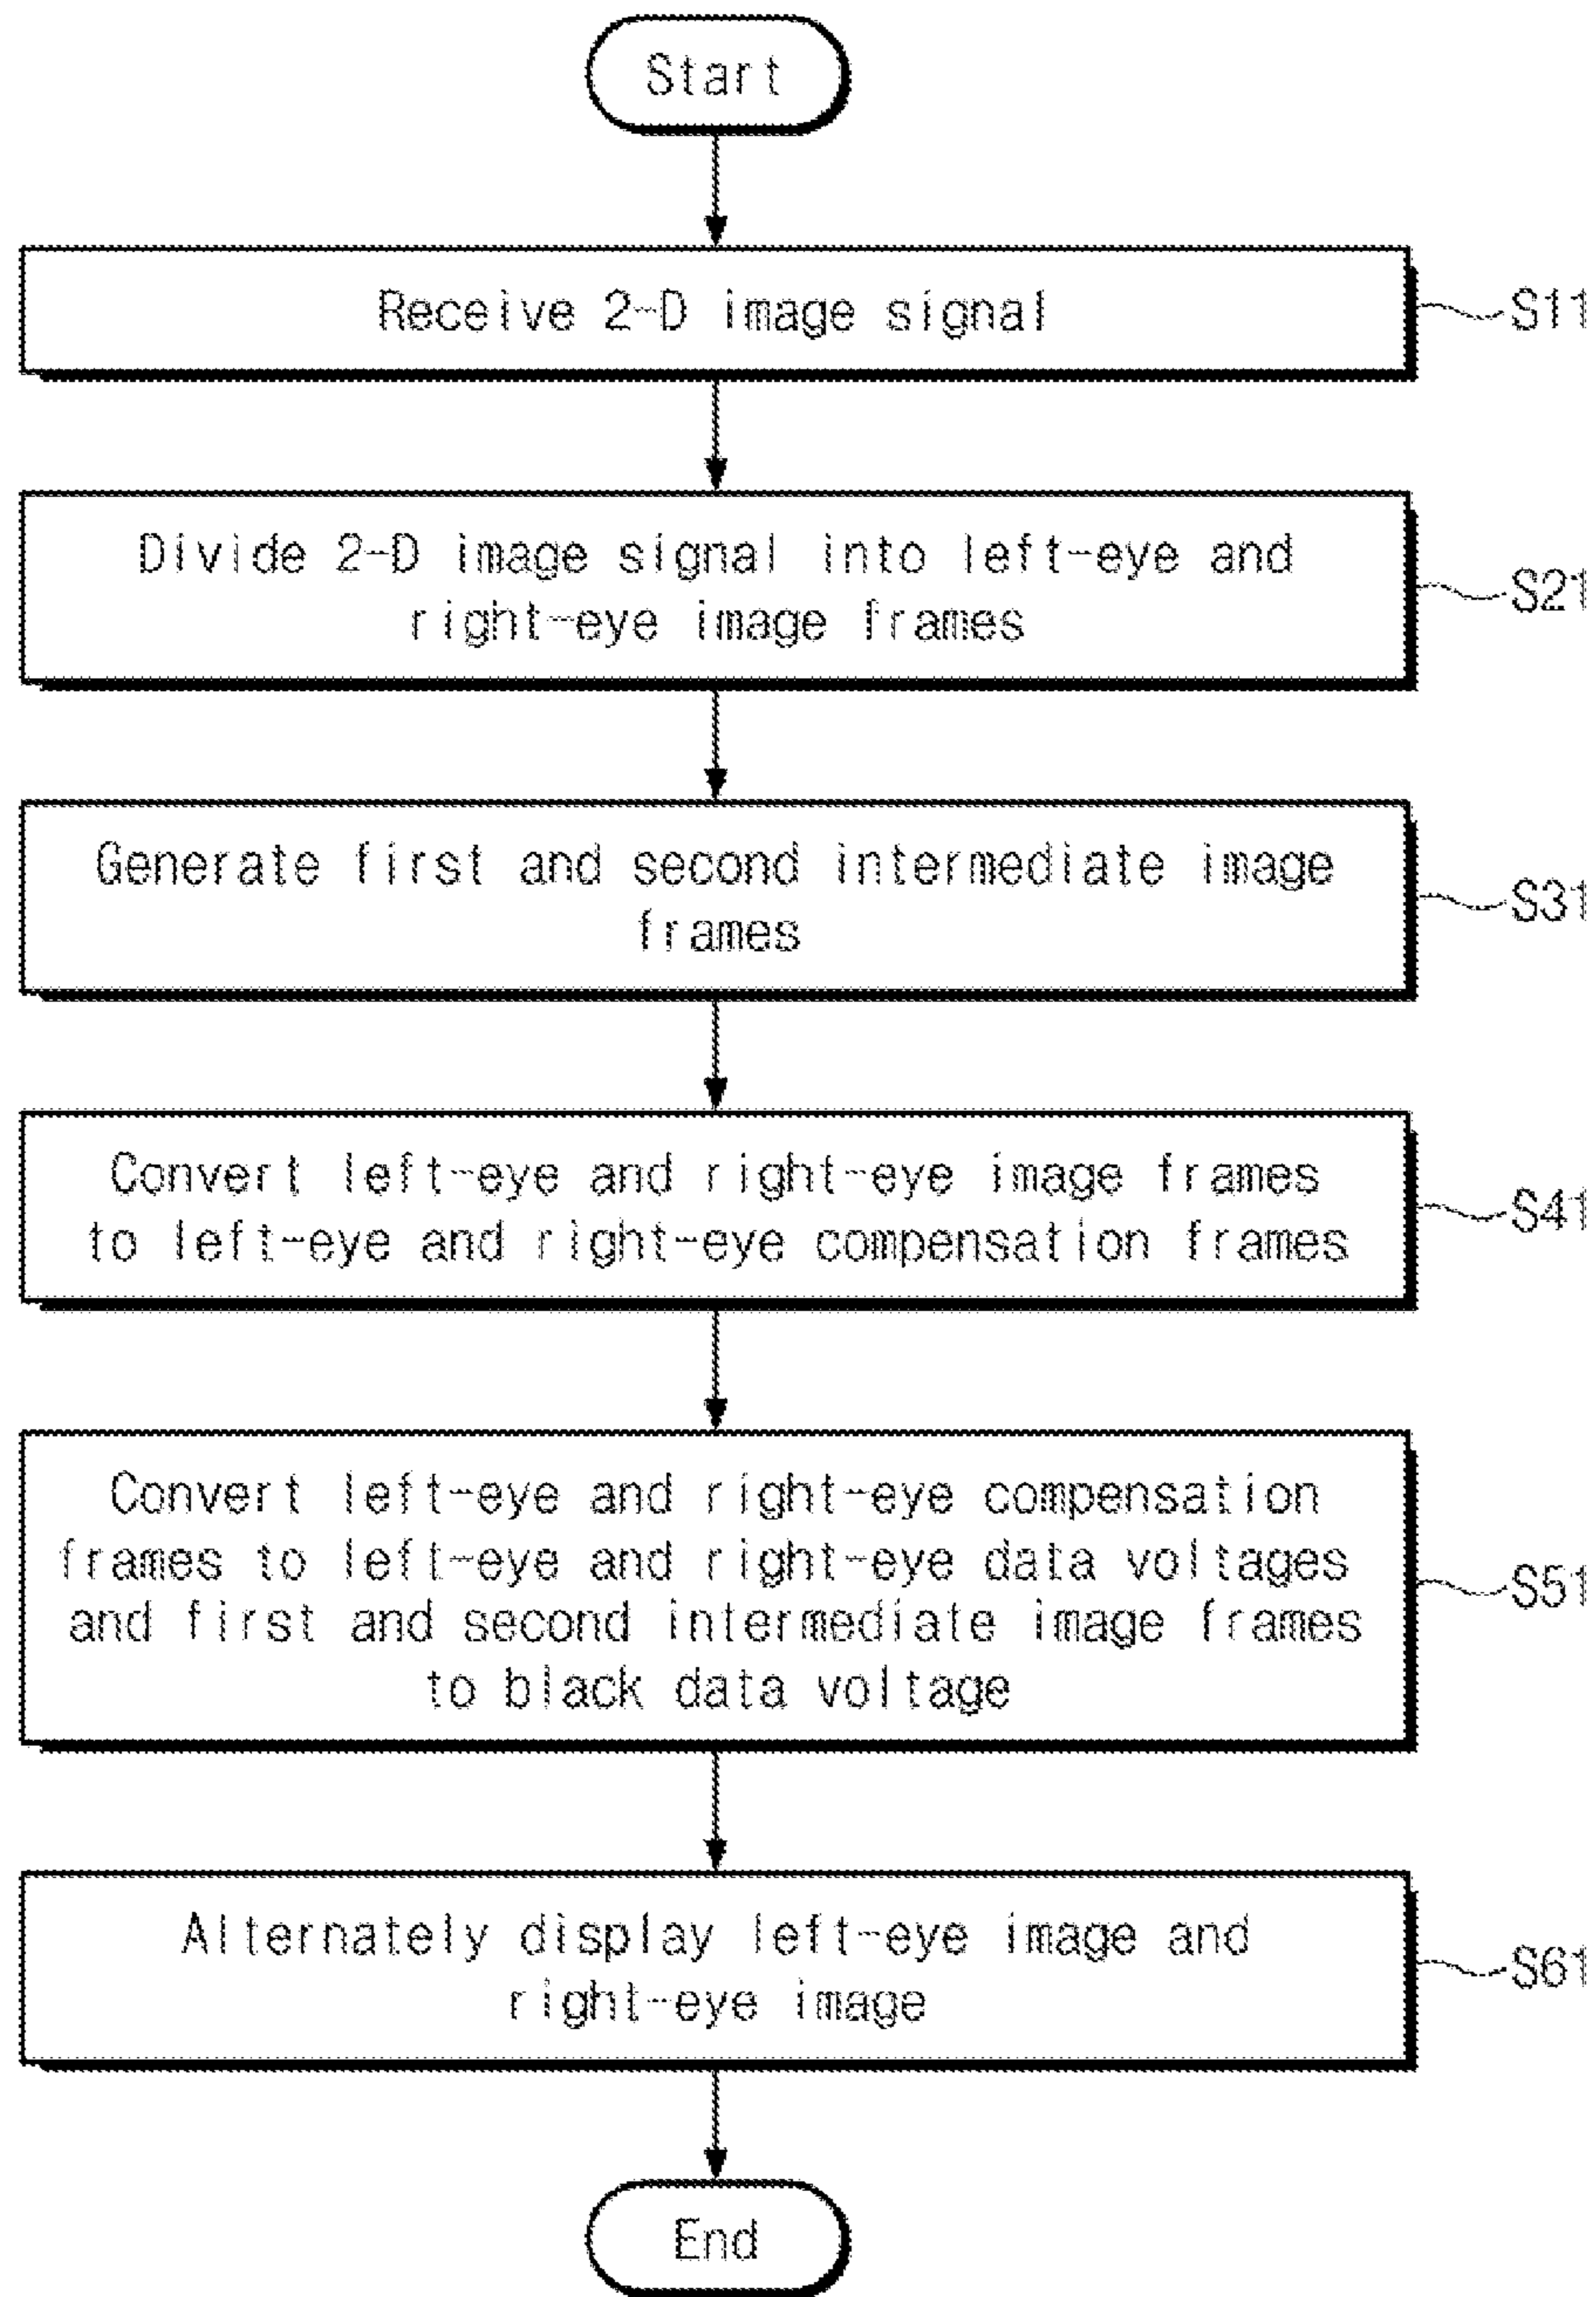 Start
Receive 2-D image signal
S11
Divide 2-D image signal into left-eye and
right-eye image frames
S21
Generate first and second intermediate image
frames
S31
Convert left-eye and right-eye image frames
to left-eye and right-eye compensation frames
S41
Convert left-eye and right-eye compensation
frames to left-eye and right-eye data voltages
and first and second intermediate image frames
to black data voltage
S51
Alternately display left-eye image and
right-eye image
S61
End